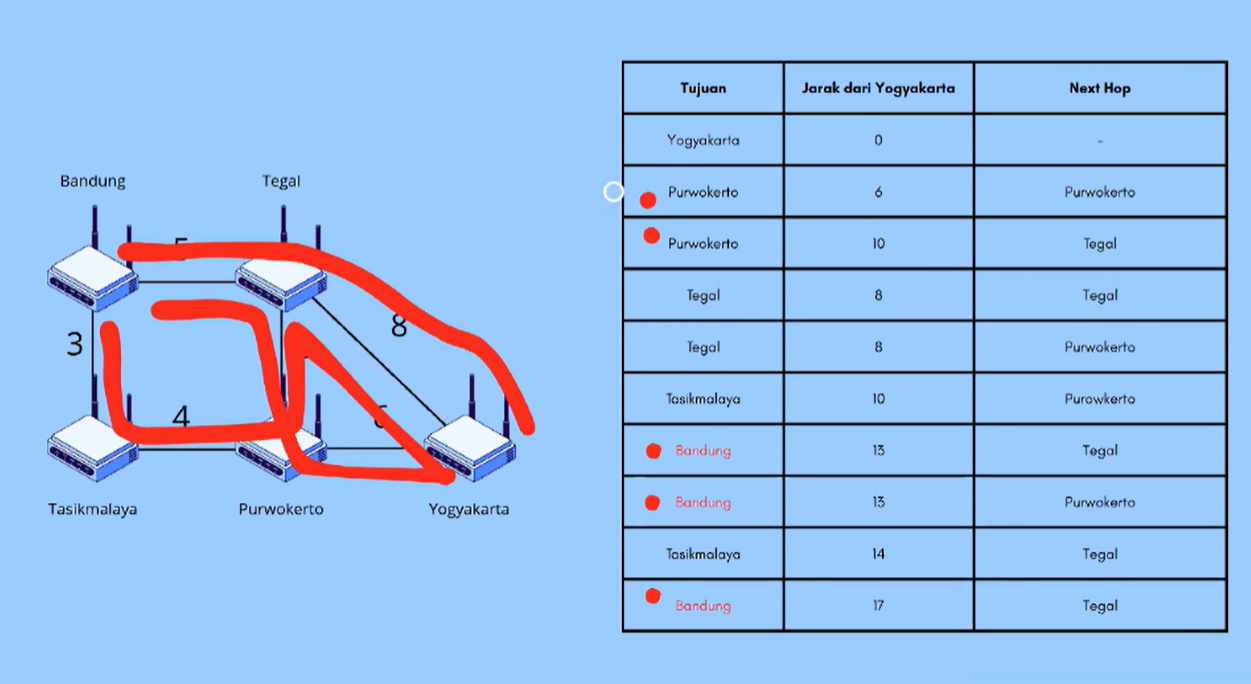 Bandung
Tegal
5
8
3
4
6
Tasikmalaya
Purwokerto
Yogyakarta
Tujuan Jarak dari Yogyakarta Next Hop
Yogyakarta 0 -
Purwokerto 6 Purwokerto
Purwokerto 10 Tegal
Tegal 8 Tegal
Tegal 8 Purwokerto
Tasikmalaya 10 Purowkerto
Bandung 13 Tegal
Bandung 13 Purwokerto
Tasikmalaya 14 Tegal
Bandung 17 Tegal